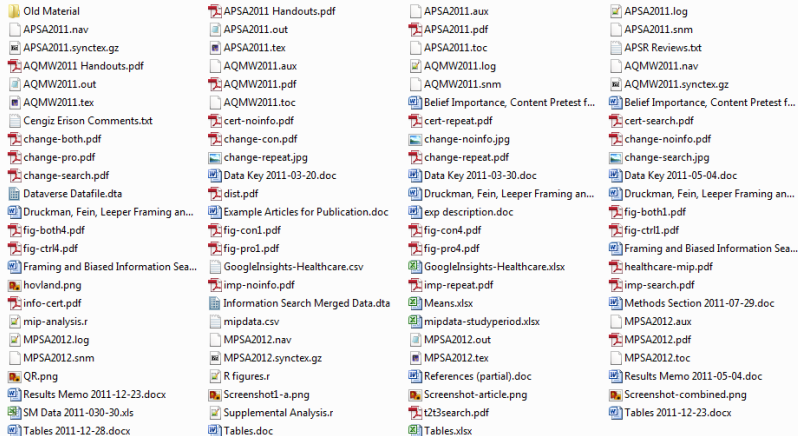 Old Material
APSA2011 Handouts.pdf
APSA2011.aux
APSA2011.log
APSA2011.nav
APSA2011.out
APSA2011.pdf
APSA2011.snm
APSA2011.synctex.gz
APSA2011.tex
APSA2011.toc
APSR Reviews.txt
AQMW2011 Handouts.pdf
AQMW2011.aux
AQMW2011.log
AQMW2011.nav
AQMW2011.out
AQMW2011.pdf
AQMW2011.snm
AQMW2011.synctex.gz
AQMW2011.tex
AQMW2011.toc
Belief Importance, Content Pretest f...
Belief Importance, Content Pretest f...
Cengiz Erison Comments.txt
cert-noinfo.pdf
cert-repeat.pdf
cert-search.pdf
change-both.pdf
change-con.pdf
change-noinfo.jpg
change-noinfo.pdf
change-pro.pdf
change-repeat.jpg
change-repeat.pdf
change-search.jpg
change-search.pdf
Data Key 2011-03-20.doc
Data Key 2011-03-30.doc
Data Key 2011-05-04.doc
Dataverse Datafile.dta
dist.pdf
Druckman, Fein, Leeper Framing an...
Druckman, Fein, Leeper Framing an...
Druckman, Fein, Leeper Framing an...
Example Articles for Publication.doc
exp description.doc
fig-both1.pdf
fig-both4.pdf
fig-con1.pdf
fig-con4.pdf
fig-ctrl1.pdf
fig-ctrl4.pdf
fig-pro1.pdf
fig-pro4.pdf
Framing and Biased Information Sea...
Framing and Biased Information Sea...
GoogleInsights-Healthcare.csv
GoogleInsights-Healthcare.xlsx
healthcare-mip.pdf
hovland.png
imp-noinfo.pdf
imp-repeat.pdf
imp-search.pdf
info-cert.pdf
Information Search Merged Data.dta
Means.xlsx
Methods Section 2011-07-29.doc
mip-analysis.r
mipdata.csv
mipdata-studyperiod.xlsx
MPSA2012.aux
MPSA2012.log
MPSA2012.nav
MPSA2012.out
MPSA2012.pdf
MPSA2012.snm
MPSA2012.synctex.gz
MPSA2012.tex
MPSA2012.toc
QR.png
R figures.r
References (partial).doc
Results Memo 2011-05-04.doc
Results Memo 2011-12-23.docx
Screenshot1-a.png
Screenshot-article.png
Screenshot-combined.png
SM Data 2011-030-30.xls
Supplemental Analysis.r
t2t3search.pdf
Tables 2011-12-23.docx
Tables 2011-12-28.docx
Tables.doc
Tables.xlsx